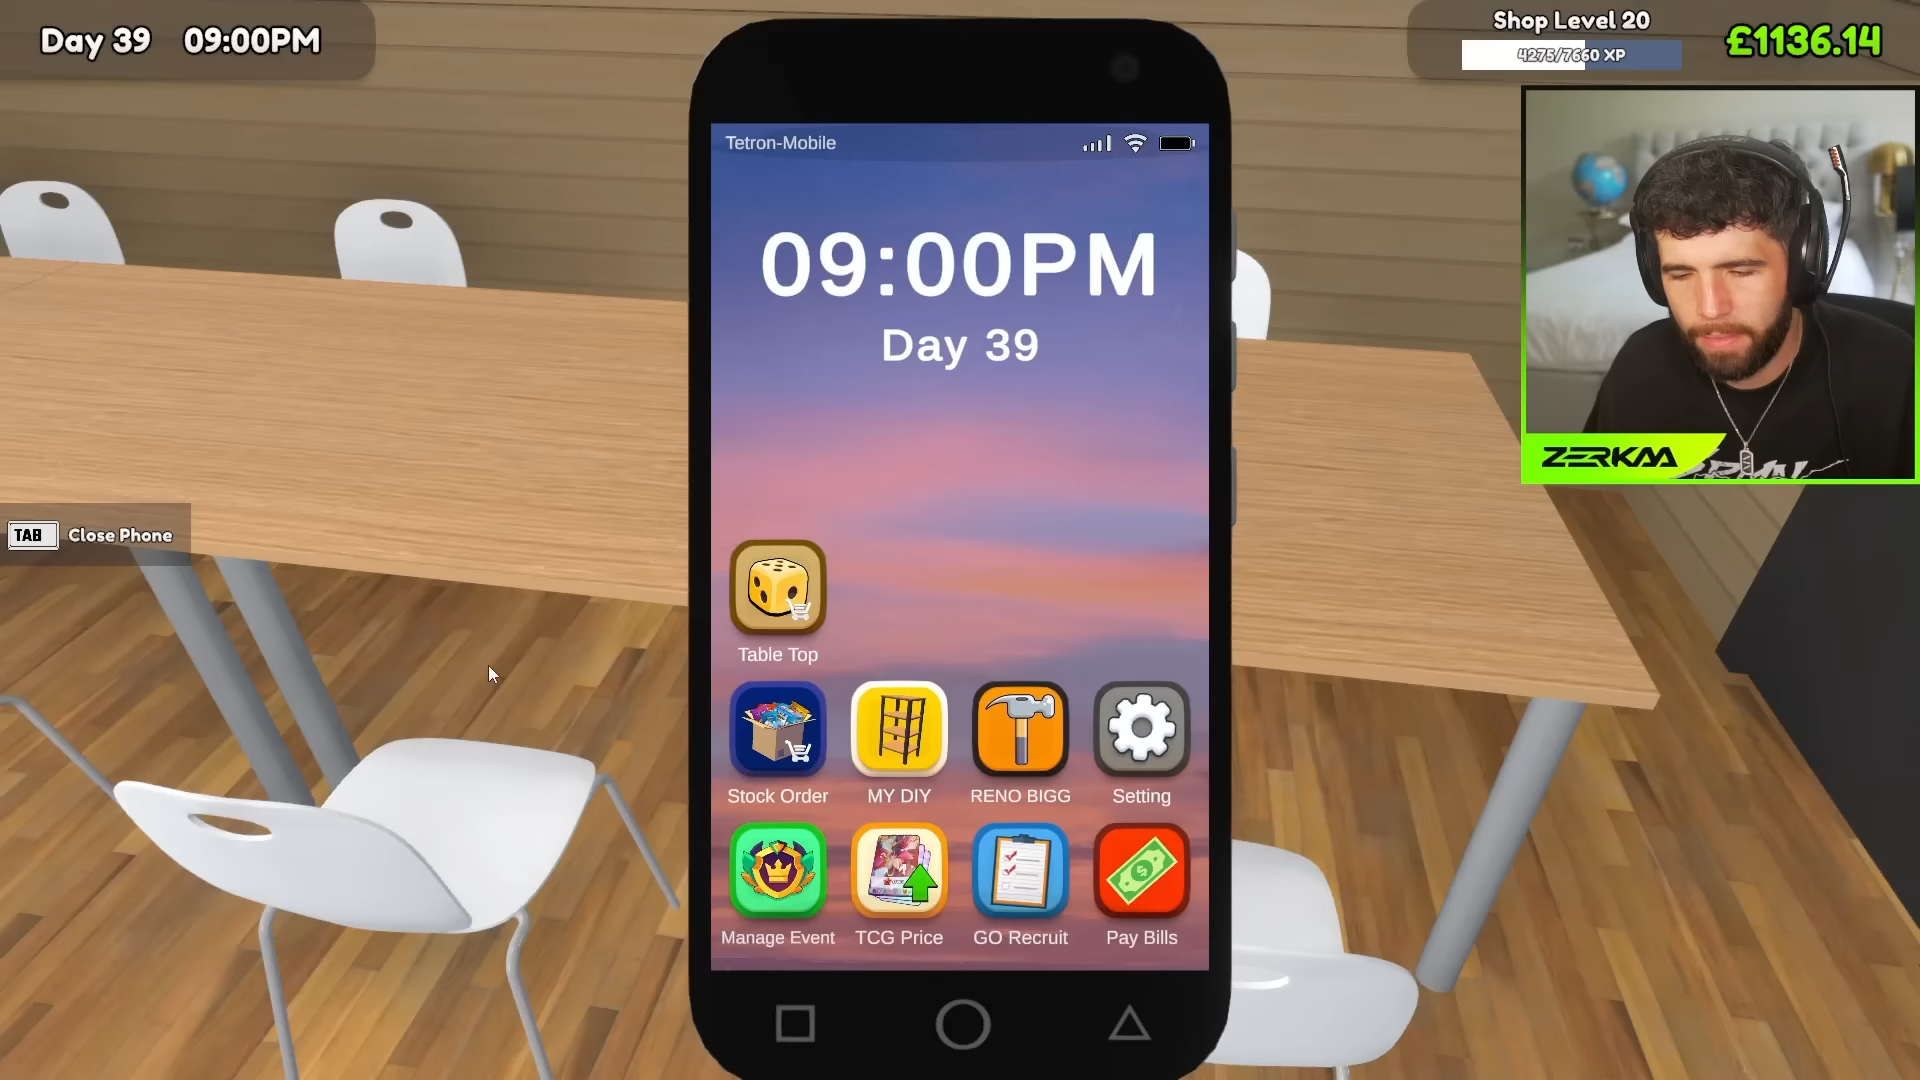 Day 39 09:00PM
Shop Level 20
4275/7660 XP
£1136.14
Tetron-Mobile
09:00PM
Day 39
ZERKAA
TAB Close Phone
Table Top
Stock Order MY DIY RENO BIGG Setting
Manage Event TCG Price GO Recruit Pay Bills